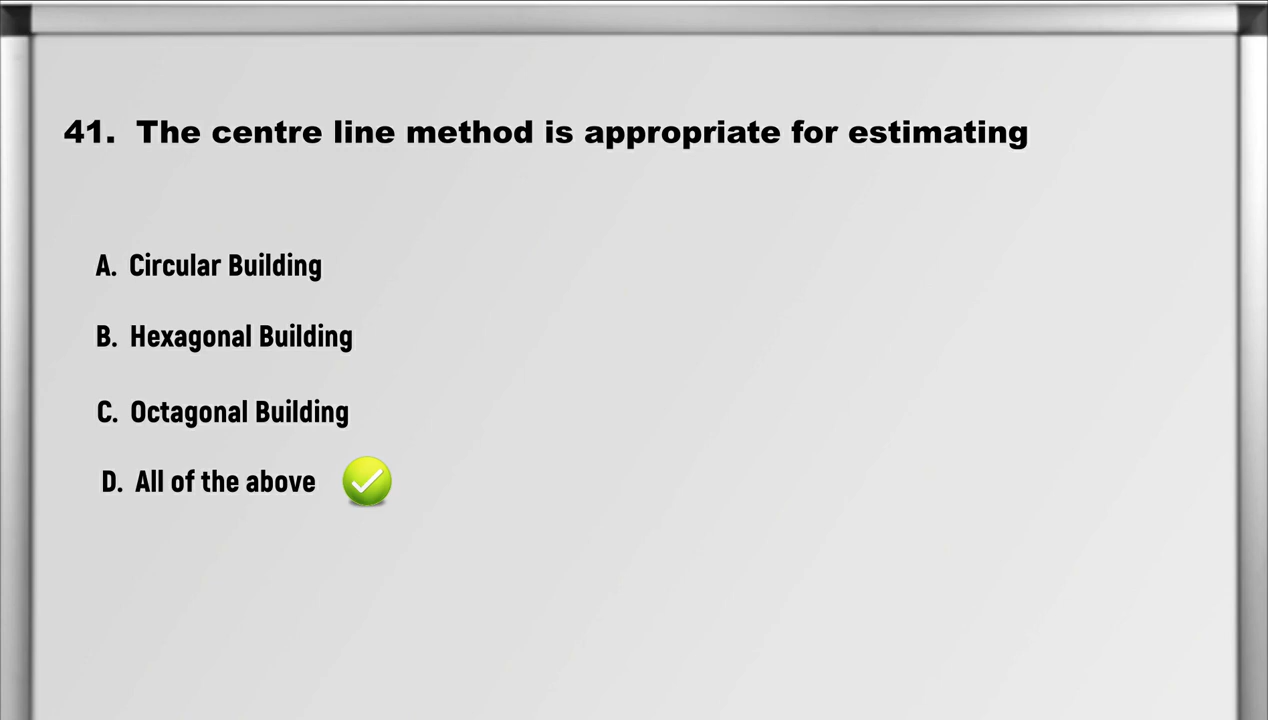 41. The centre line method is appropriate for estimating
A. Circular Building
B. Hexagonal Building
C. Octagonal Building
D. All of the above